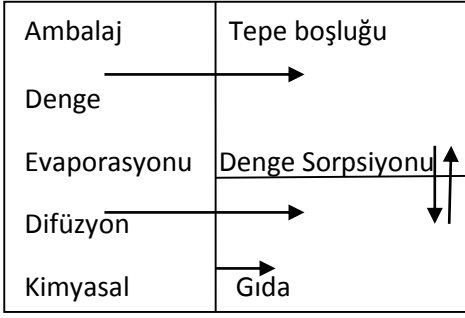 Ambalaj Tepe boşluğu
Denge
Evaporasyonu Denge Sorpsiyonu
Difüzyon
Kimyasal Gıda